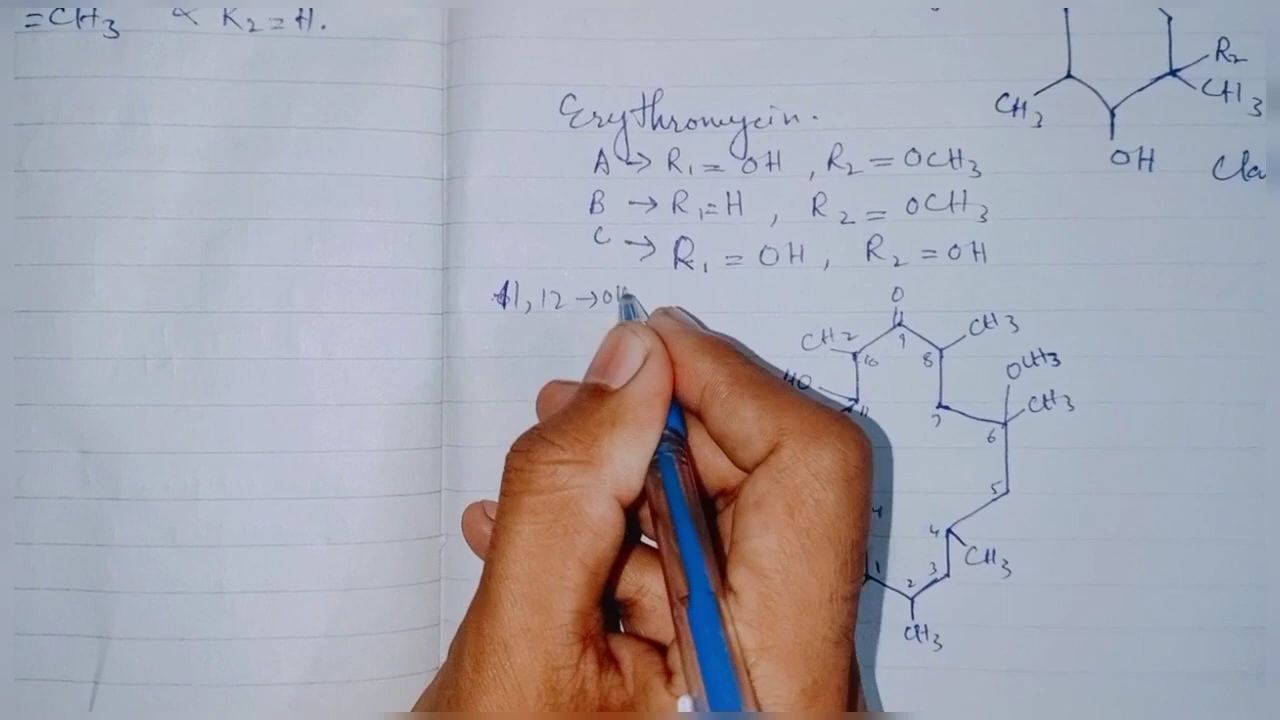 =CH3 & R2=H.
R2
CH3
CH3
OH
Cla
Erythromycin.
A → R1 = OH , R2 = OCH3
B → R1=H , R2 = OCH3
C → R1 = OH , R2 = OH
11,12 → OH
O
CH3
CH3
9
10
8
OCH3
HO
CH3
11
7
6
5
4
CH3
3
1
2
CH3